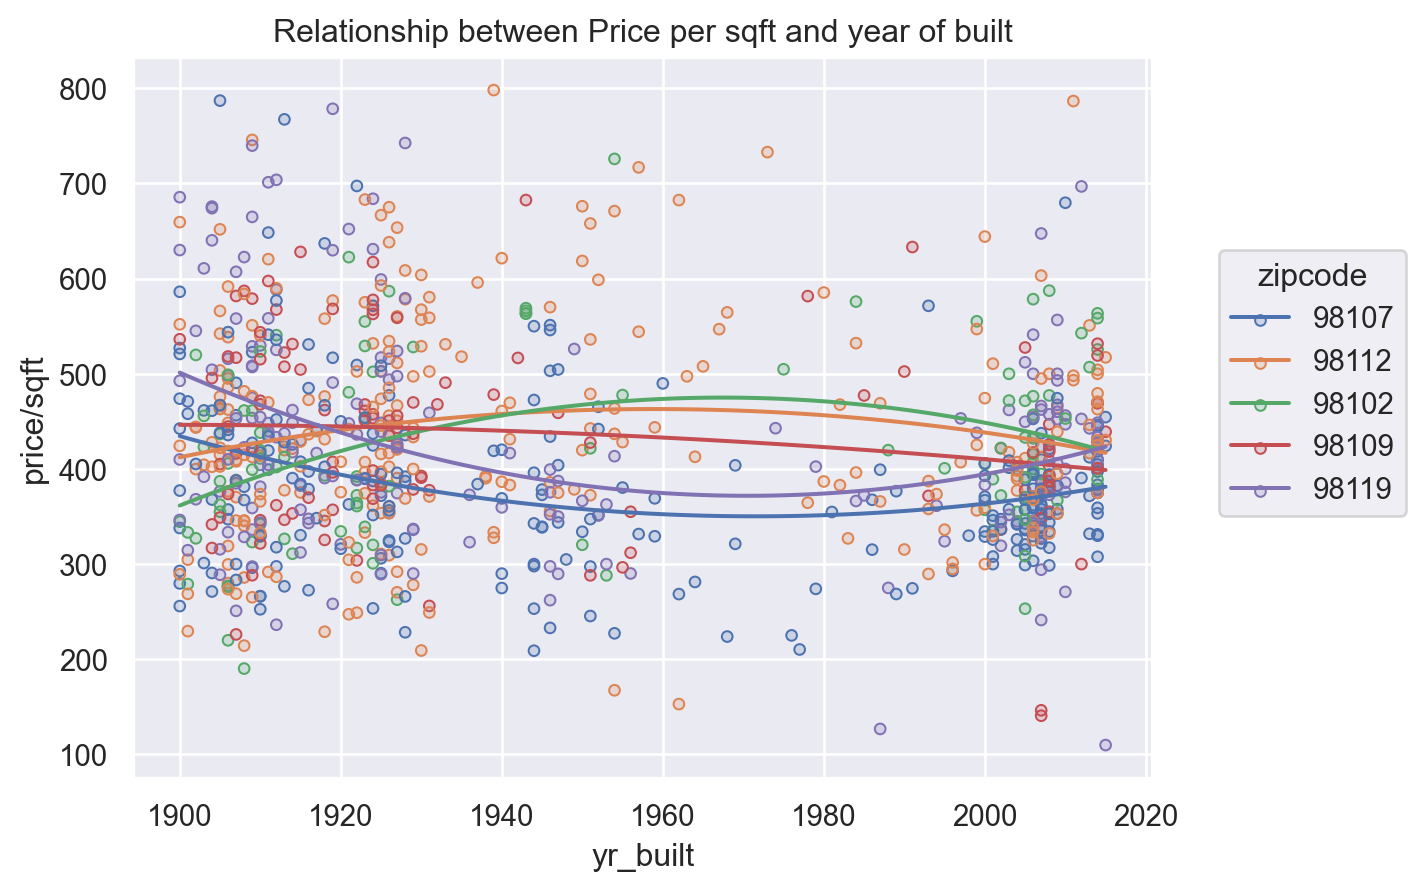 Relationship between Price per sqft and year of built
800
700
600
500
400
300
200
100
price/sqft
1900 1920 1940 1960 1980 2000 2020
yr_built
zipcode
98107
98112
98102
98109
98119